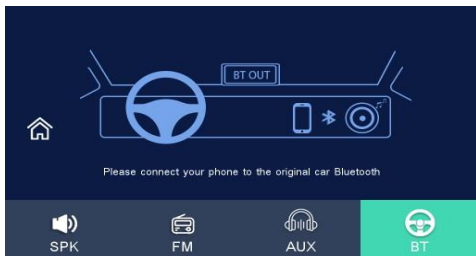 BT OUT
Please connect your phone to the original car Bluetooth
SPK FM AUX BT